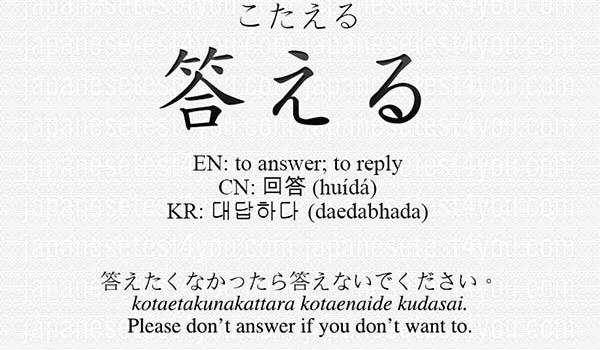 こたえる
答える
EN: to answer; to reply
CN: 回答 (huídá)
KR: 대답하다 (daedabhada)
答えたくなかったら答えないでください。
kotaetakunakattara kotaenaide kudasai.
Please don't answer if you don't want to.
japanesetest4you.com